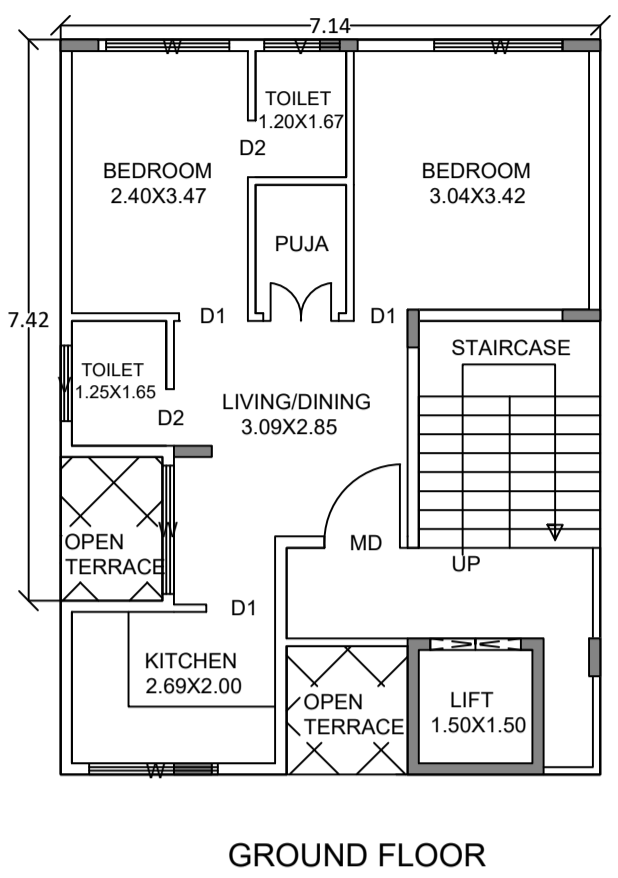 7.14
TOILET
1.20X1.67
W
W
W
D2
BEDROOM
2.40X3.47
BEDROOM
3.04X3.42
PUJA
D1
D1
7.42
STAIRCASE
TOILET
1.25X1.65
W
D2
LIVING/DINING
3.09X2.85
W
OPEN
TERRACE
MD
UP
D1
KITCHEN
2.69X2.00
OPEN
TERRACE
LIFT
1.50X1.50
W
GROUND FLOOR